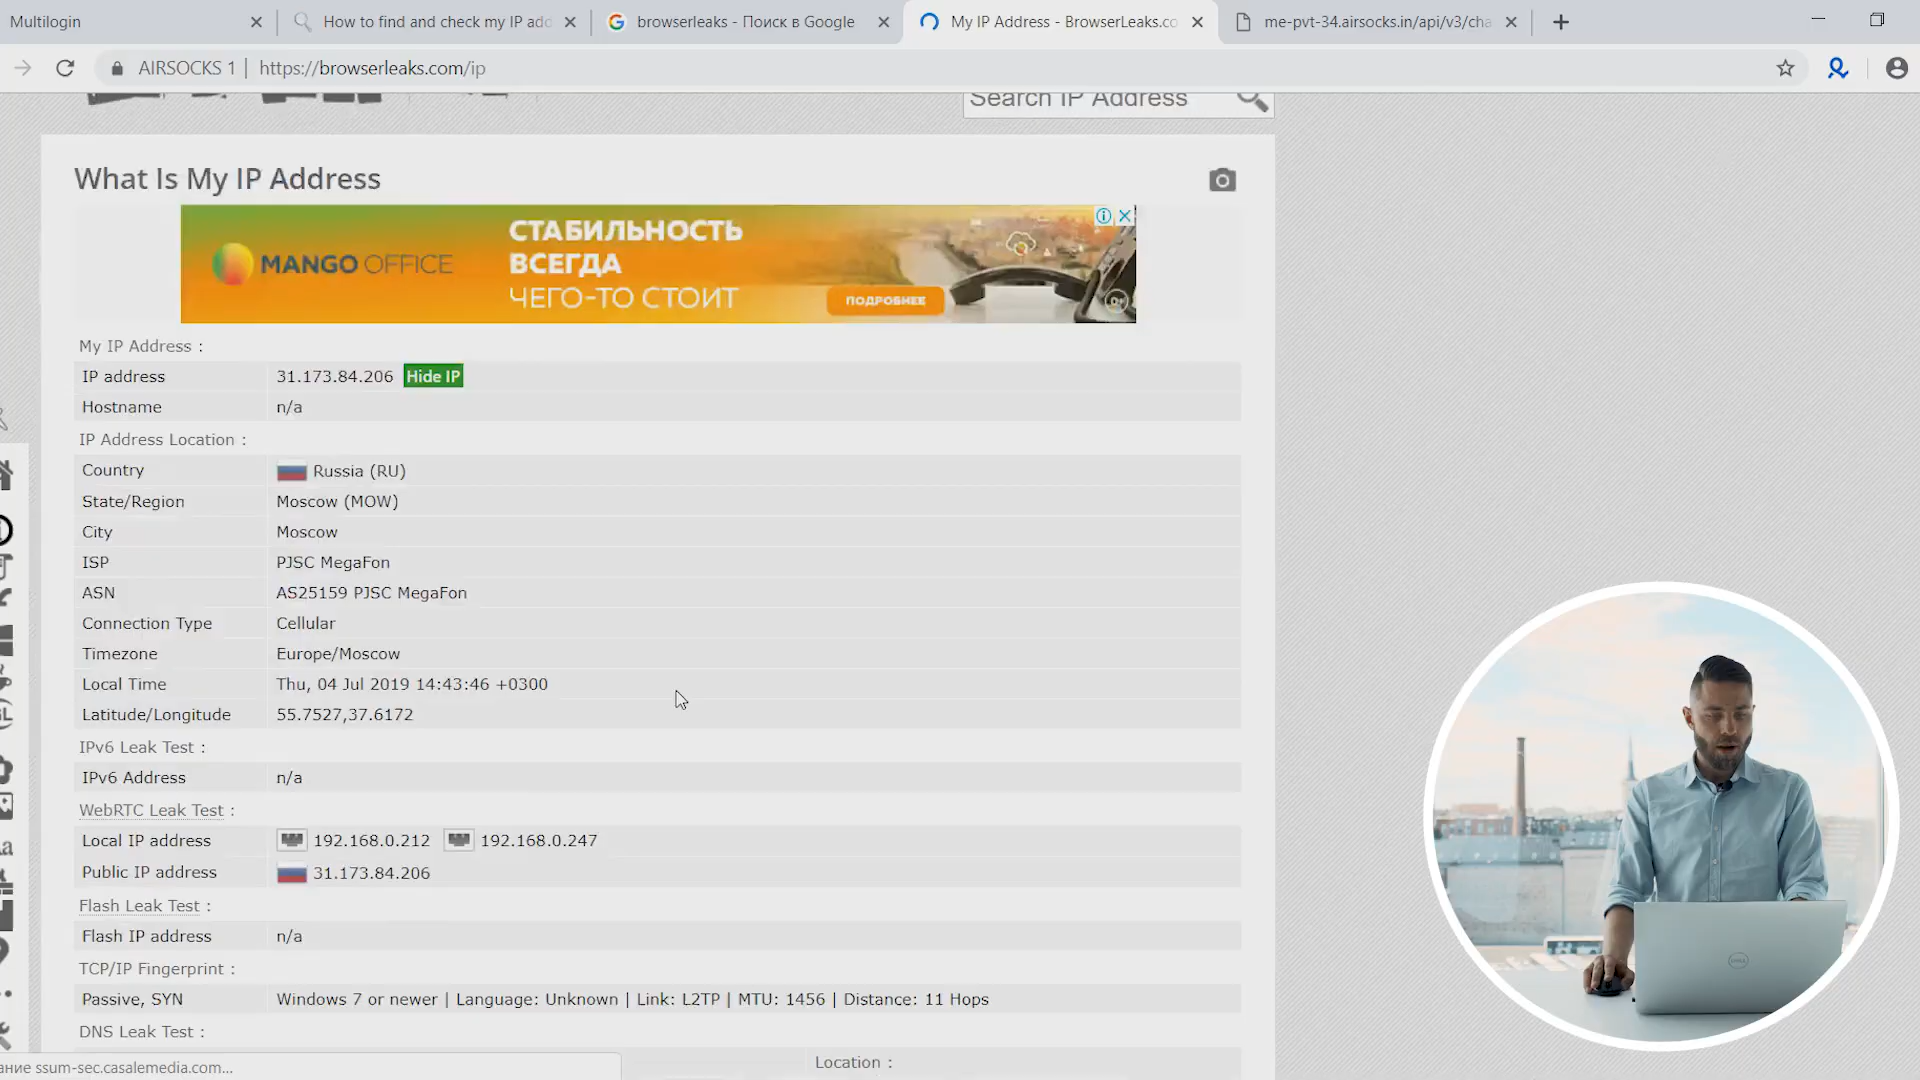 Multilogin
How to find and check my IP add
browserleaks - Поиск в Google
My IP Address - BrowserLeaks.co
me-pvt-34.airsocks.in/api/v3/cha
AIRSOCKS 1 | https://browserleaks.com/ip
Search IP Address
What Is My IP Address
MANGO OFFICE
СТАБИЛЬНОСТЬ
ВСЕГДА
ЧЕГО-ТО СТОИТ
ПОДРОБНЕЕ
0+
My IP Address :
IP address 31.173.84.206 Hide IP
Hostname n/a
IP Address Location :
Country Russia (RU)
State/Region Moscow (MOW)
City Moscow
ISP PJSC MegaFon
ASN AS25159 PJSC MegaFon
Connection Type Cellular
Timezone Europe/Moscow
Local Time Thu, 04 Jul 2019 14:43:46 +0300
Latitude/Longitude 55.7527,37.6172
IPv6 Leak Test :
IPv6 Address n/a
WebRTC Leak Test :
Local IP address 192.168.0.212 192.168.0.247
Public IP address 31.173.84.206
Flash Leak Test :
Flash IP address n/a
TCP/IP Fingerprint :
Passive, SYN Windows 7 or newer | Language: Unknown | Link: L2TP | MTU: 1456 | Distance: 11 Hops
DNS Leak Test :
Location :
ание ssum-sec.casalemedia.com...
DELL